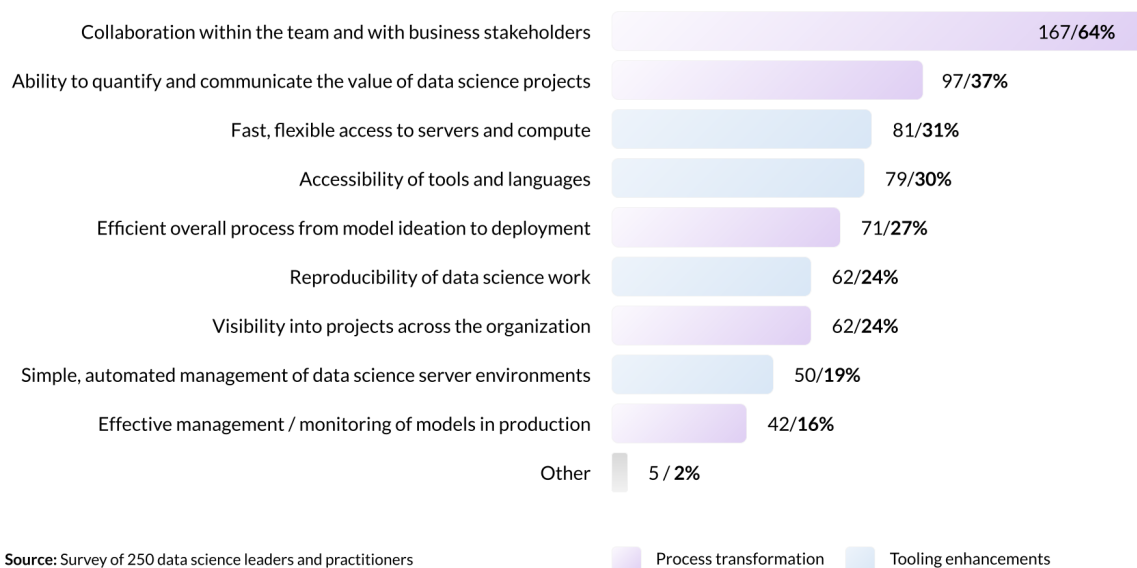 Collaboration within the team and with business stakeholders 167/64%
Ability to quantify and communicate the value of data science projects 97/37%
Fast, flexible access to servers and compute 81/31%
Accessibility of tools and languages 79/30%
Efficient overall process from model ideation to deployment 71/27%
Reproducibility of data science work 62/24%
Visibility into projects across the organization 62/24%
Simple, automated management of data science server environments 50/19%
Effective management / monitoring of models in production 42/16%
Other 5 / 2%
Source: Survey of 250 data science leaders and practitioners Process transformation Tooling enhancements